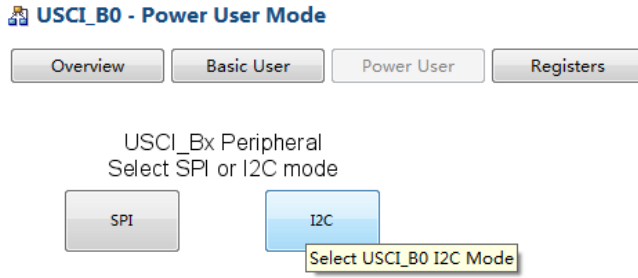 USCI_B0 - Power User Mode
Overview Basic User Power User Registers
USCI_Bx Peripheral
Select SPI or I2C mode
SPI I2C
Select USCI_B0 I2C Mode